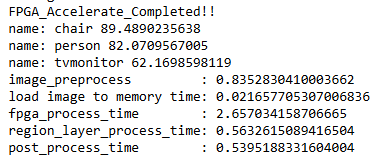 FPGA_Accelerate_Completed!!
name: chair 89.4890235638
name: person 82.0709567005
name: tvmonitor 62.1698598119
image_preprocess : 0.8352830410003662
load image to memory time: 0.021657705307006836
fpga_process_time : 2.657034158706665
region_layer_process_time: 0.5632615089416504
post_process_time : 0.5395188331604004